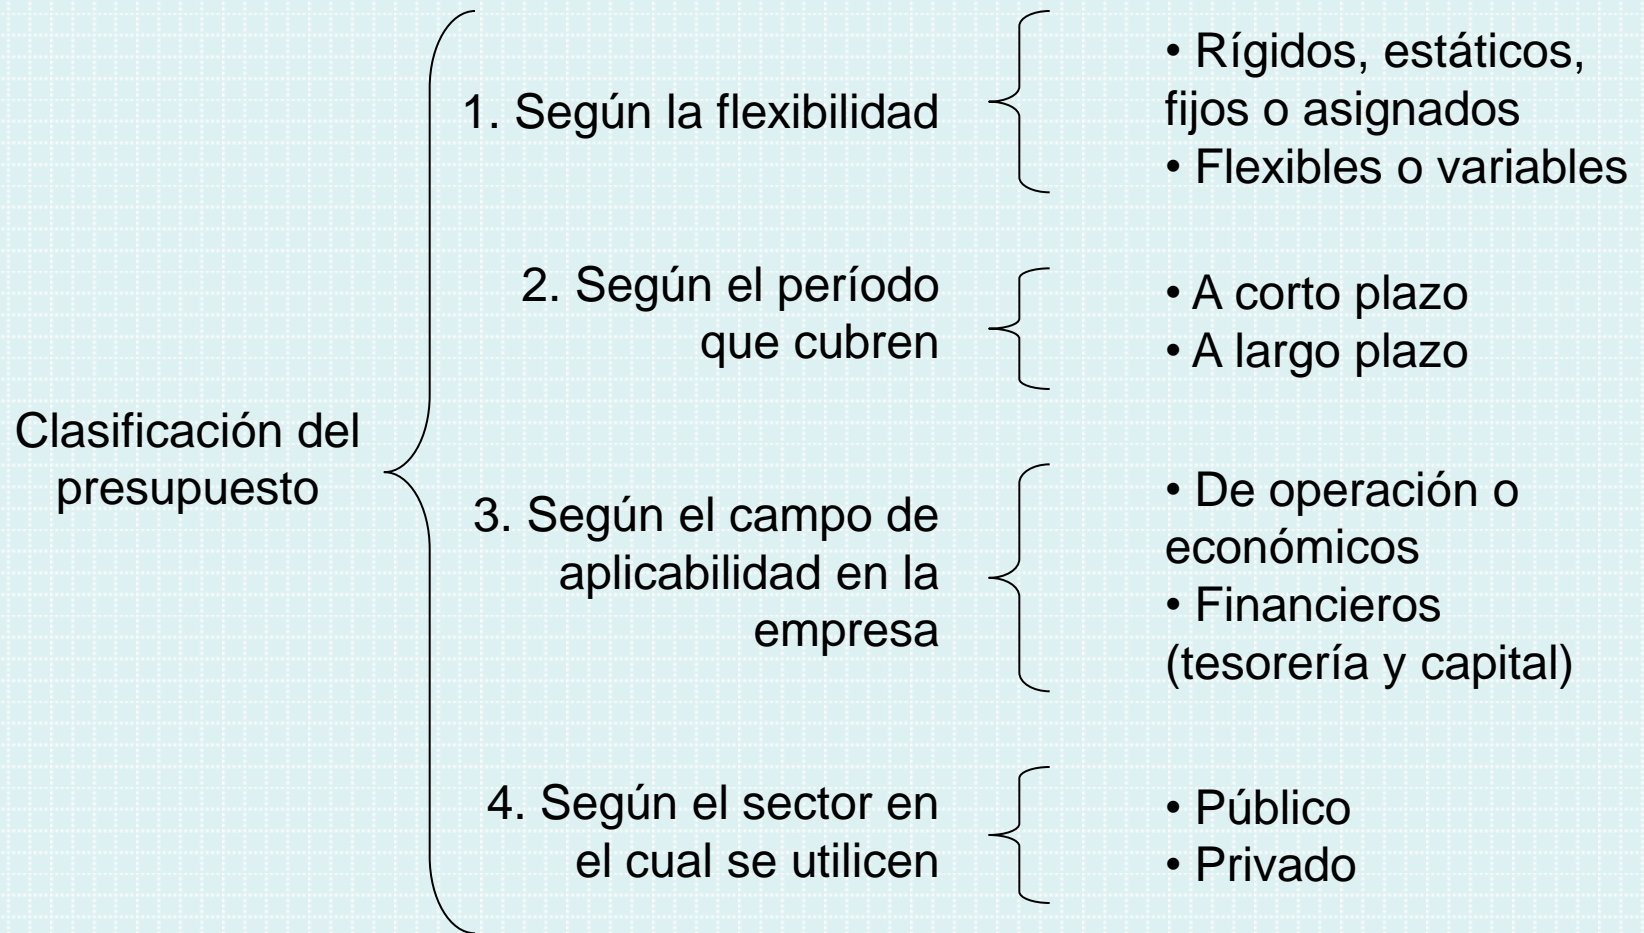 Clasificación del
presupuesto
1. Según la flexibilidad
• Rígidos, estáticos,
fijos o asignados
• Flexibles o variables
2. Según el período
que cubren
• A corto plazo
• A largo plazo
3. Según el campo de
aplicabilidad en la
empresa
• De operación o
económicos
• Financieros
(tesorería y capital)
4. Según el sector en
el cual se utilicen
• Público
• Privado